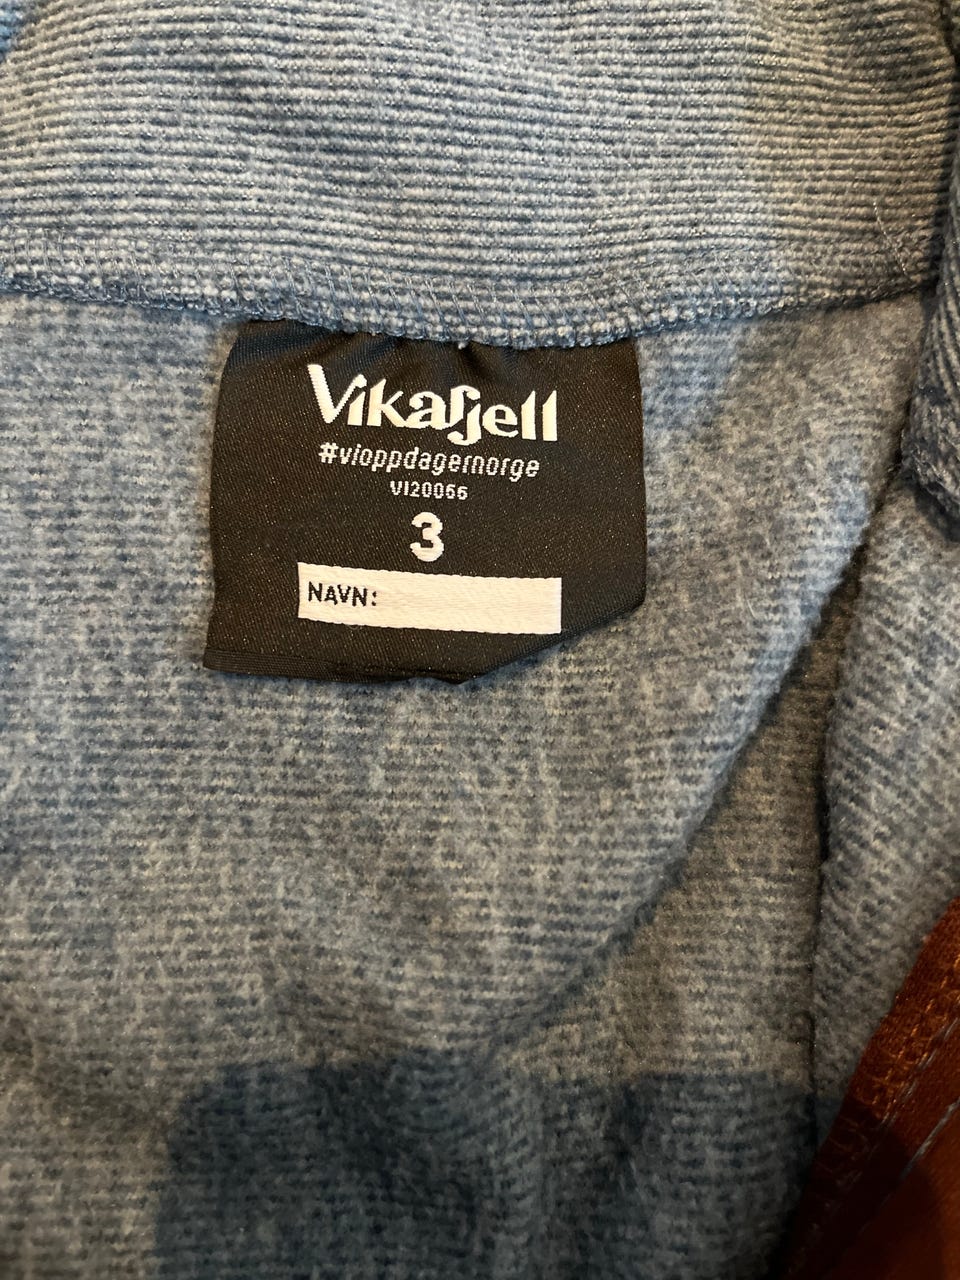 Vikafjell
#vioppdagernorge
VI20066
3
NAVN: